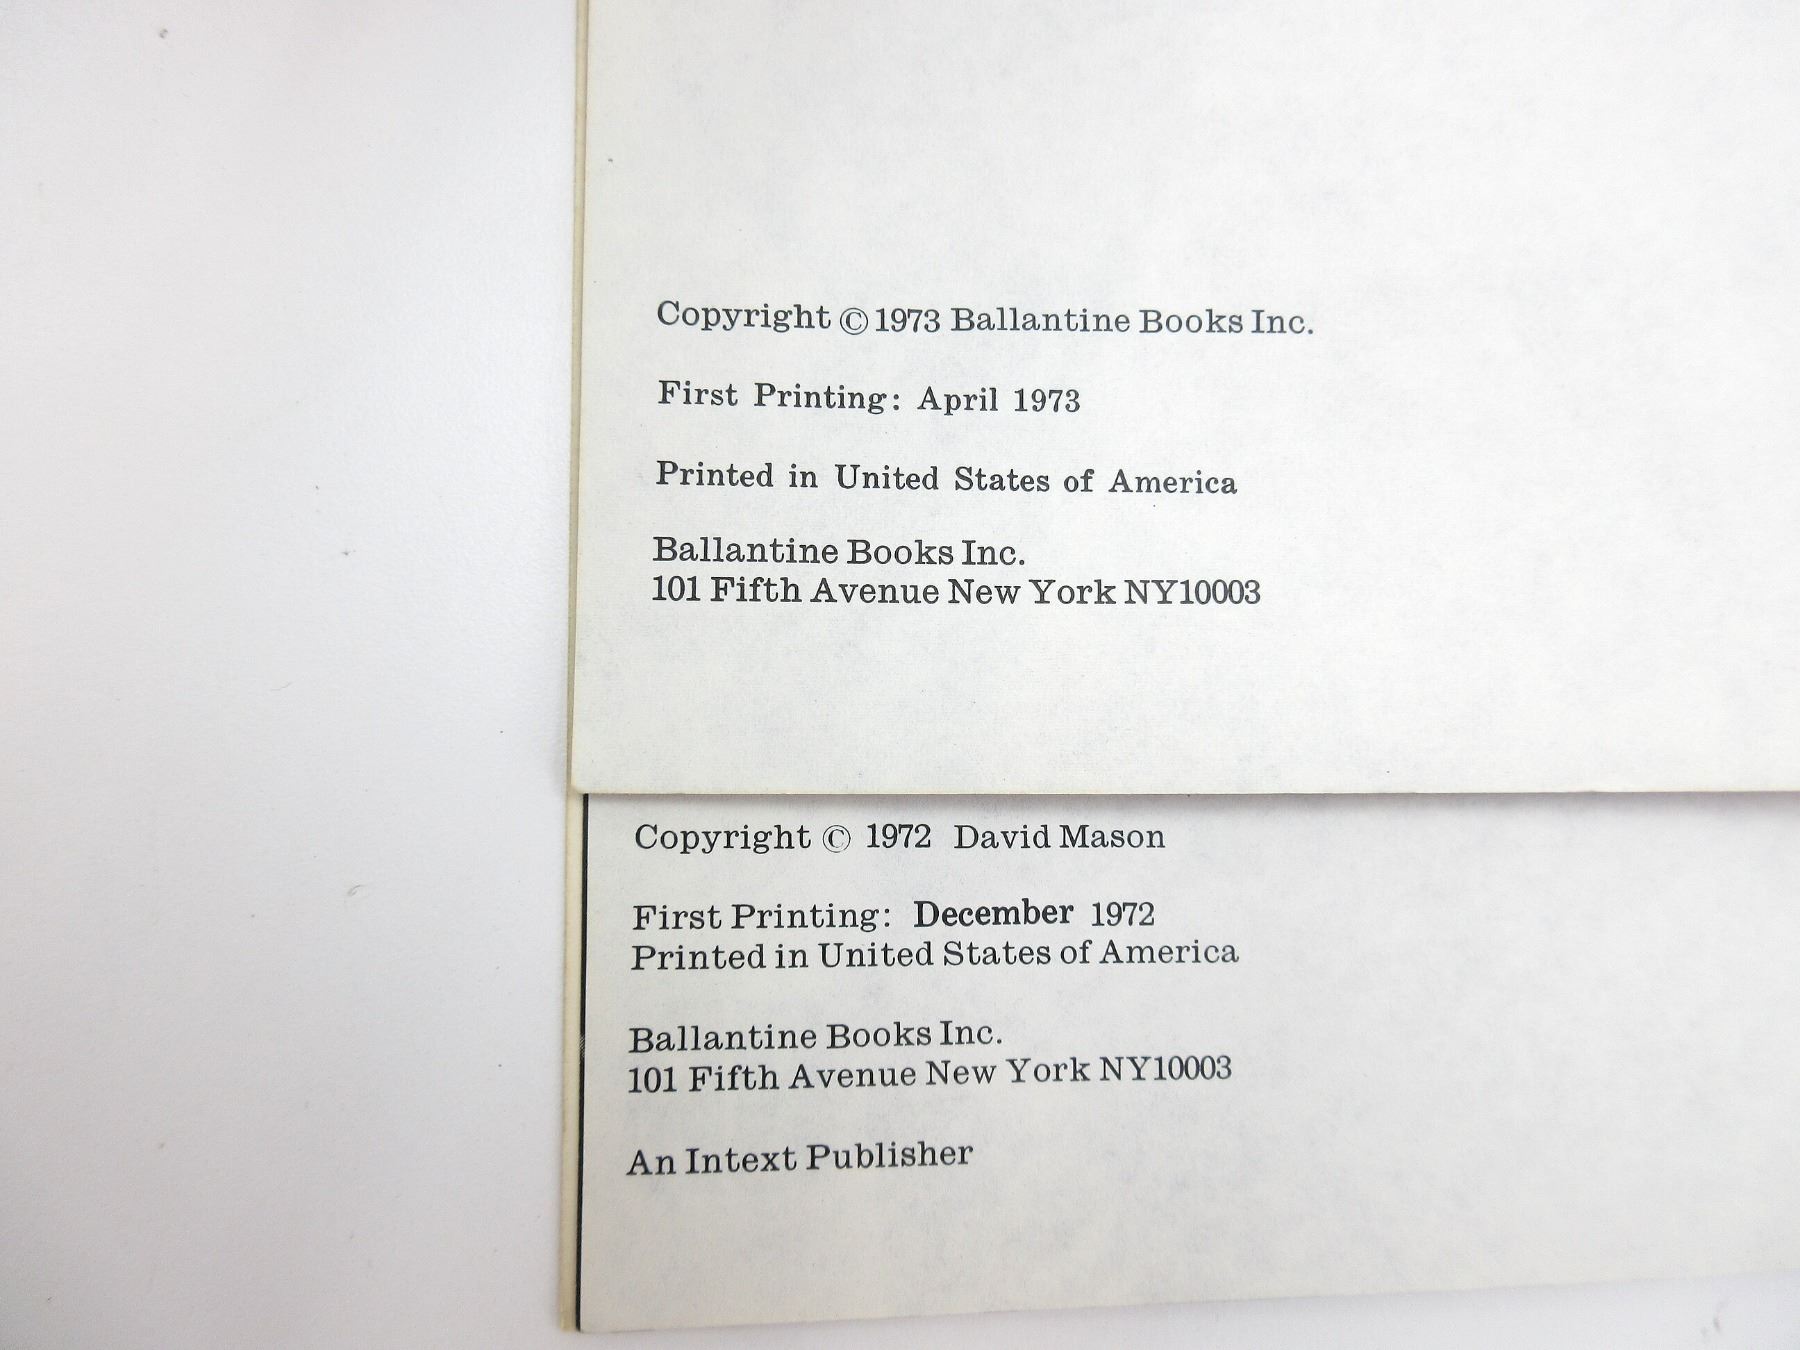 Copyright © 1973 Ballantine Books Inc.
First Printing: April 1973
Printed in United States of America
Ballantine Books Inc.
101 Fifth Avenue New York NY10003
Copyright © 1972 David Mason
First Printing: December 1972
Printed in United States of America
Ballantine Books Inc.
101 Fifth Avenue New York NY10003
An Intext Publisher